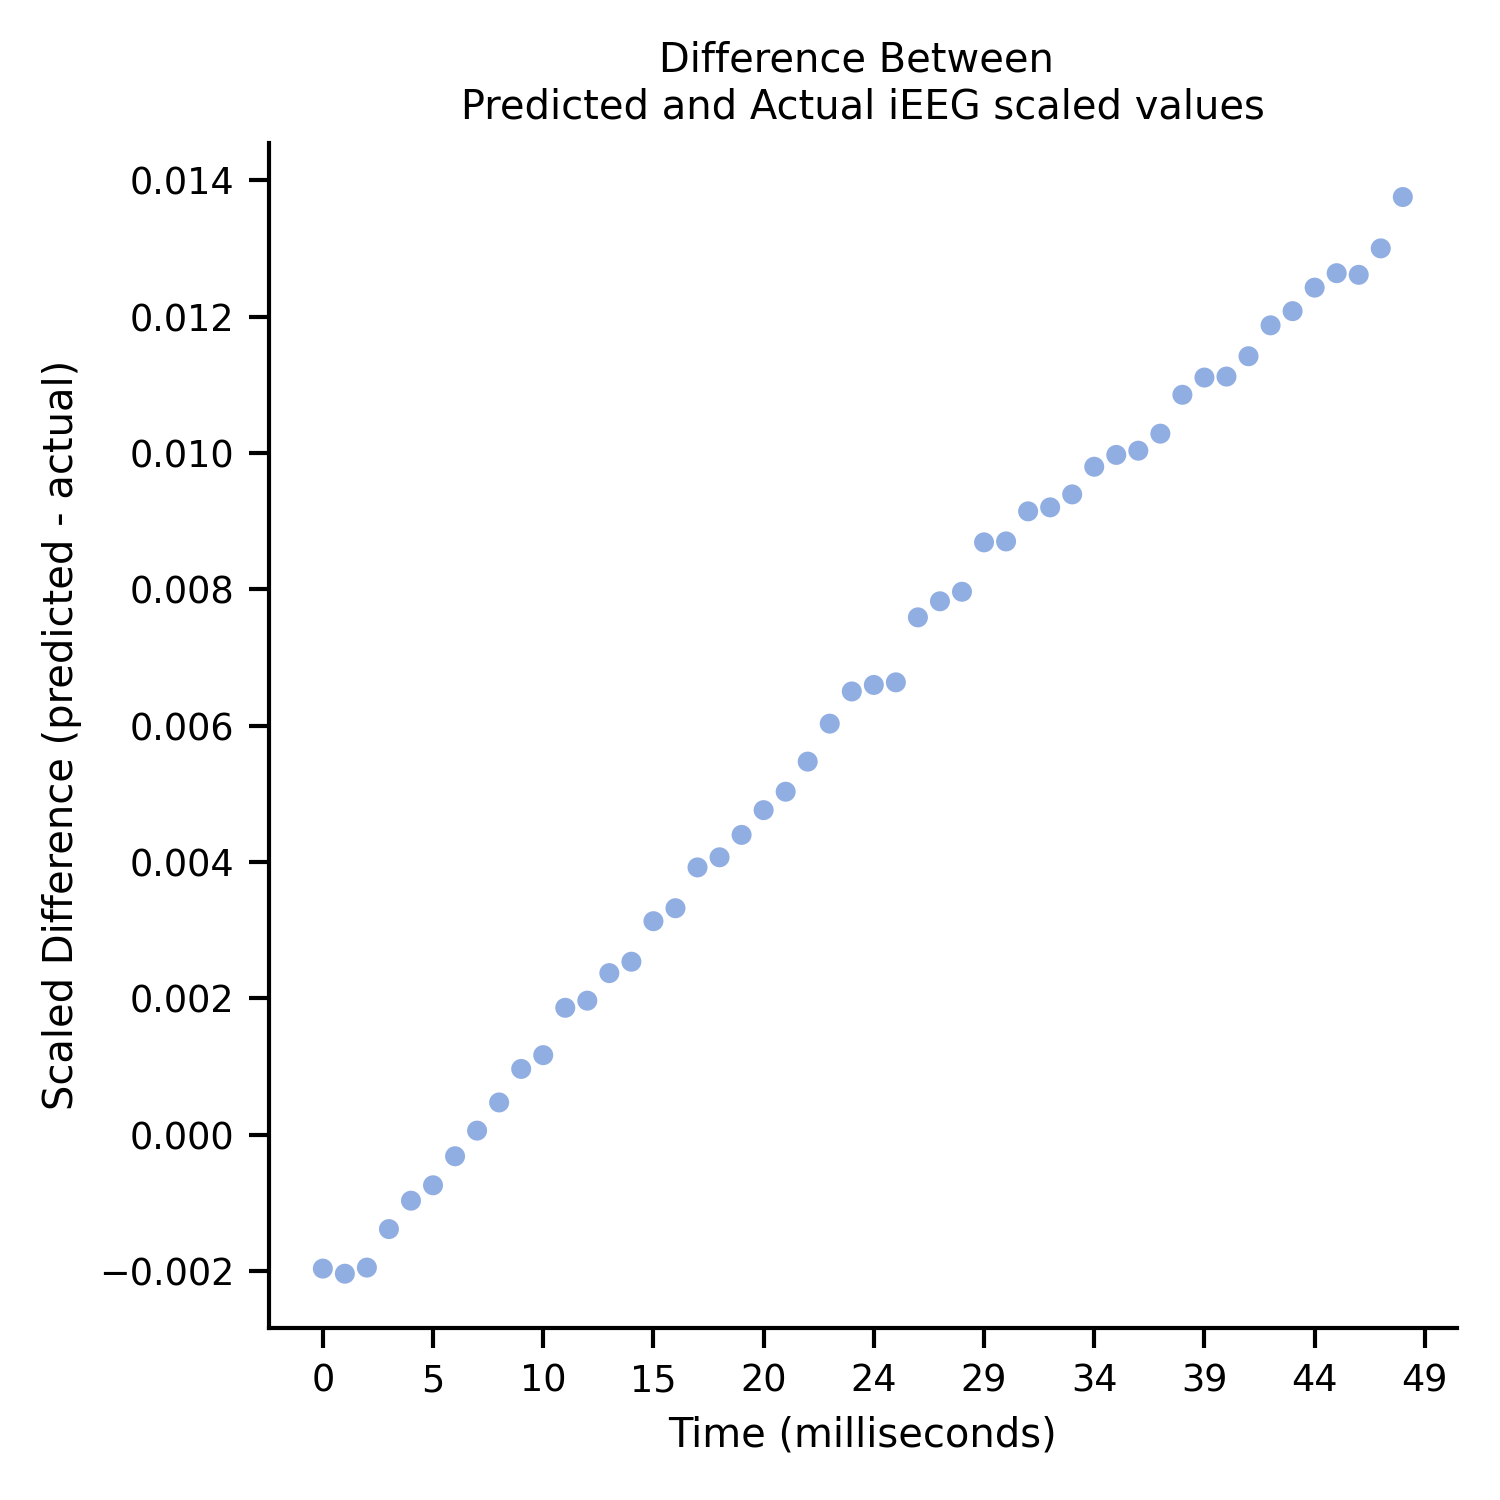 Difference Between
Predicted and Actual iEEG scaled values
Scaled Difference (predicted - actual)
0.014
0.012
0.010
0.008
0.006
0.004
0.002
0.000
−0.002
0 5 10 15 20 24 29 34 39 44 49
Time (milliseconds)